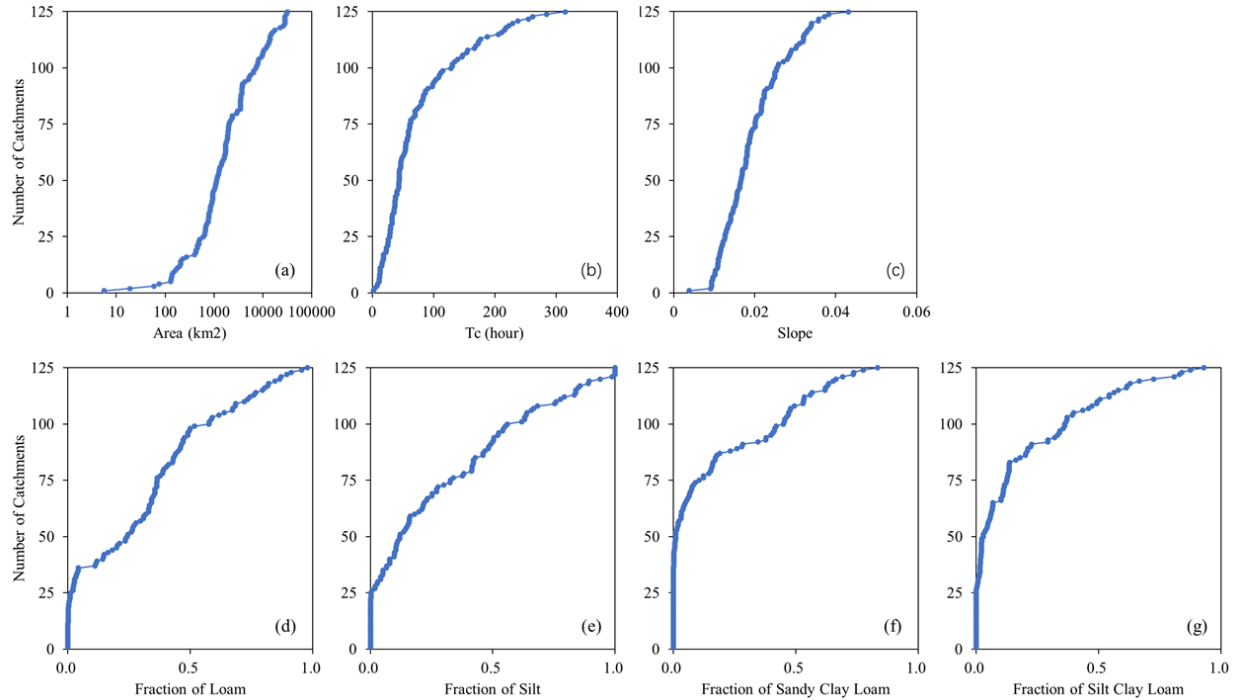 125
100
75
50
25
0
Number of Catchments
1 10 100 1000 10000 100000
Area (km2)
(a)
125
100
75
50
25
0
0 100 200 300 400
Tc (hour)
(b)
125
100
75
50
25
0
0 0.02 0.04 0.06
Slope
(c)
125
100
75
50
25
0
Number of Catchments
0.0 0.5 1.0
Fraction of Loam
(d)
125
100
75
50
25
0
0.0 0.5 1.0
Fraction of Silt
(e)
125
100
75
50
25
0
0.0 0.5 1.0
Fraction of Sandy Clay Loam
(f)
125
100
75
50
25
0
0.0 0.5 1.0
Fraction of Silt Clay Loam
(g)